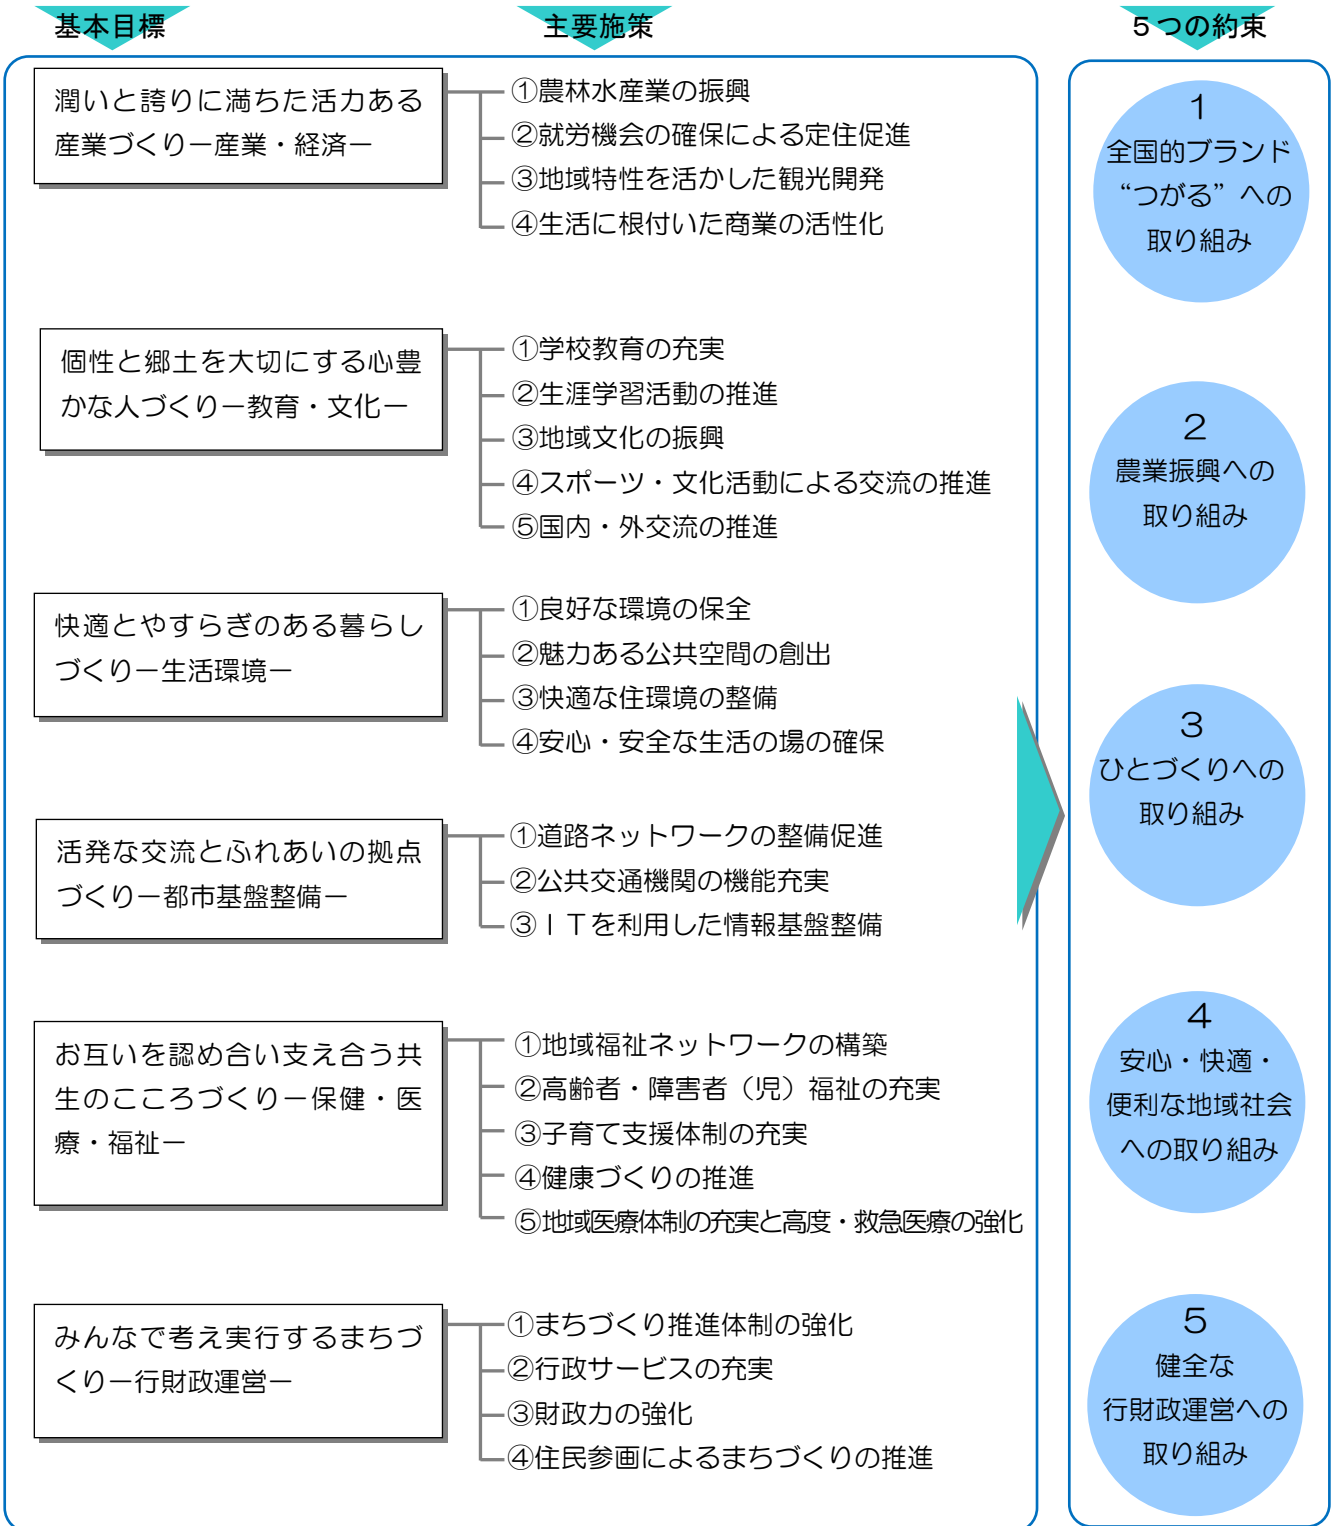 基本目標
主要施策
５つの約束
潤いと誇りに満ちた活力ある
産業づくりー産業・経済ー
①農林水産業の振興
②就労機会の確保による定住促進
③地域特性を活かした観光開発
④生活に根付いた商業の活性化
個性と郷土を大切にする心豊
かな人づくりー教育・文化ー
①学校教育の充実
②生涯学習活動の推進
③地域文化の振興
④スポーツ・文化活動による交流の推進
⑤国内・外交流の推進
快適とやすらぎのある暮らし
づくりー生活環境ー
①良好な環境の保全
②魅力ある公共空間の創出
③快適な住環境の整備
④安心・安全な生活の場の確保
活発な交流とふれあいの拠点
づくりー都市基盤整備ー
①道路ネットワークの整備促進
②公共交通機関の機能充実
③ＩＴを利用した情報基盤整備
お互いを認め合い支え合う共
生のこころづくりー保健・医
療・福祉ー
①地域福祉ネットワークの構築
②高齢者・障害者（児）福祉の充実
③子育て支援体制の充実
④健康づくりの推進
⑤地域医療体制の充実と高度・救急医療の強化
みんなで考え実行するまちづ
くりー行財政運営ー
①まちづくり推進体制の強化
②行政サービスの充実
③財政力の強化
④住民参画によるまちづくりの推進
１
全国的ブランド
“つがる”への
取り組み
２
農業振興への
取り組み
３
ひとづくりへの
取り組み
４
安心・快適・
便利な地域社会
への取り組み
５
健全な
行財政運営への
取り組み